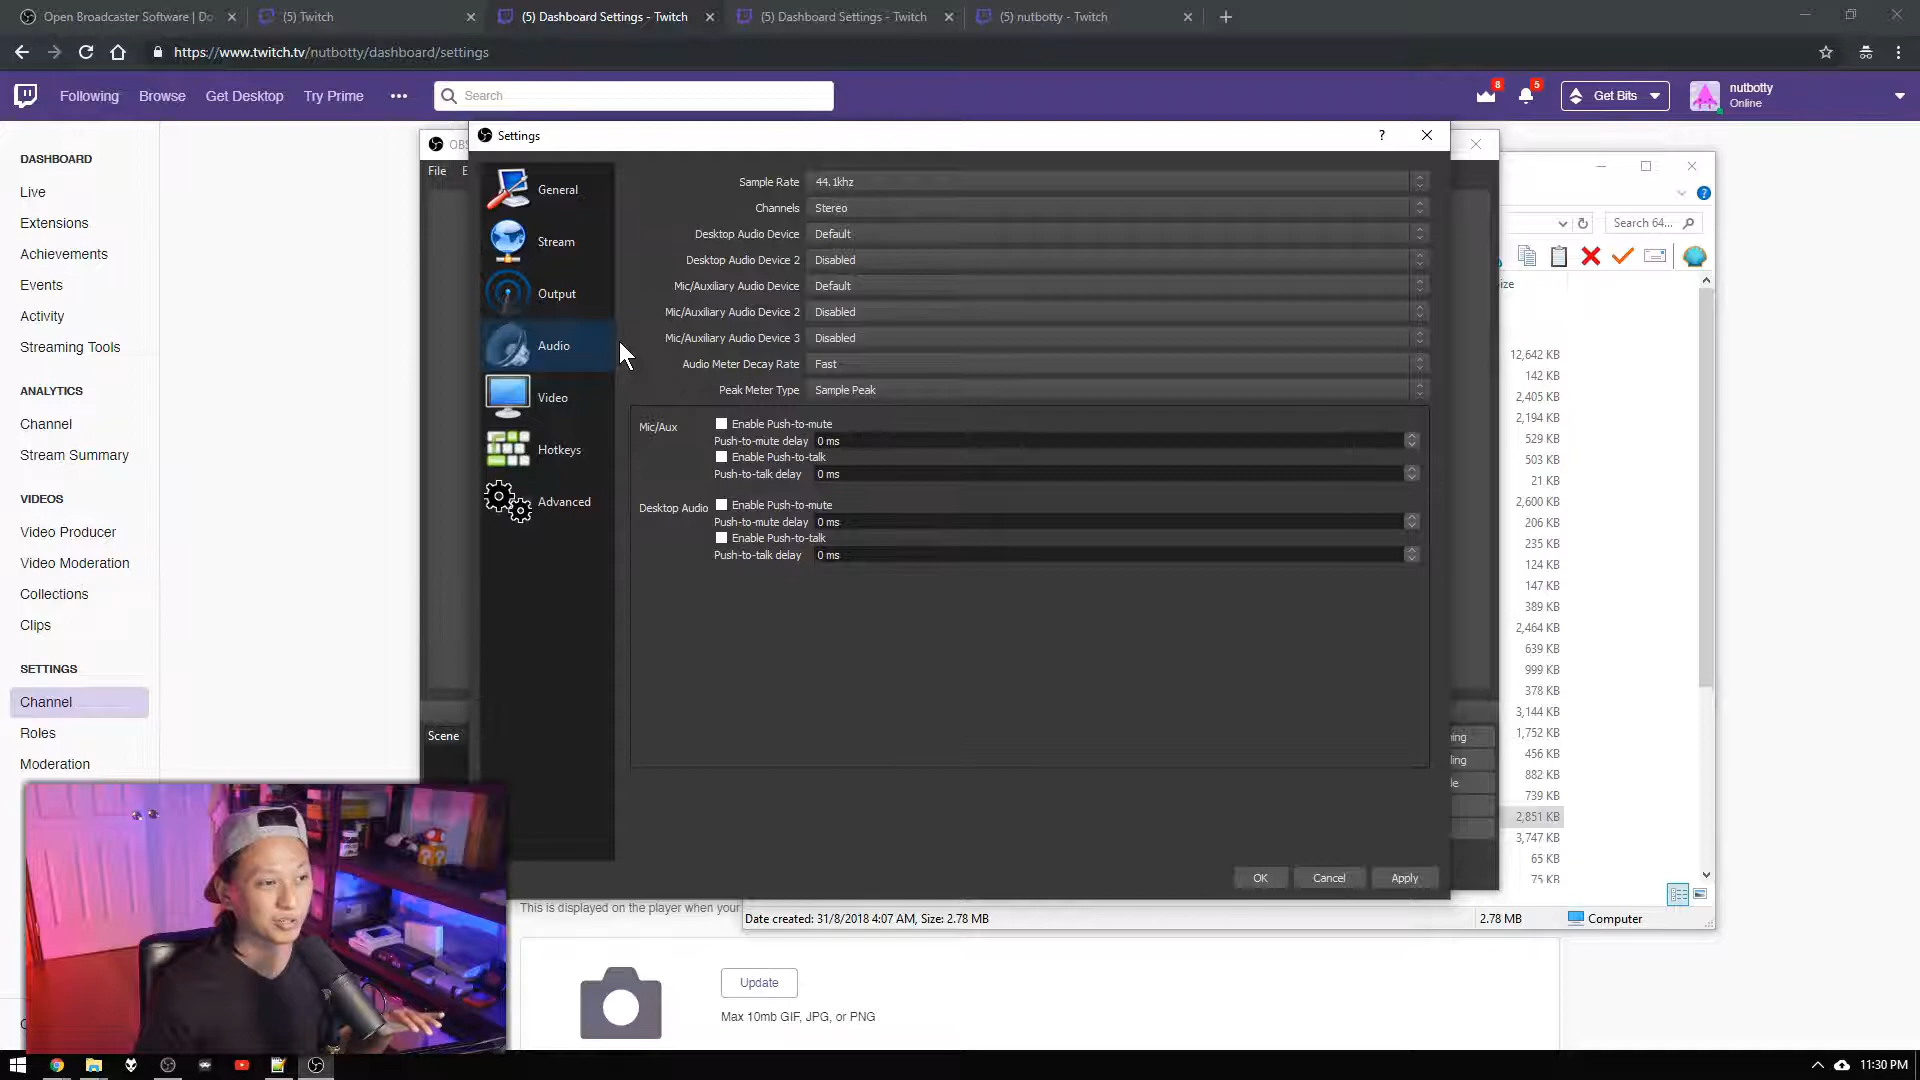 Open Broadcaster Software | Do
(5) Twitch
(5) Dashboard Settings - Twitch
(5) Dashboard Settings - Twitch
(5) nutbotty - Twitch
https://www.twitch.tv/nutbotty/dashboard/settings
Following
Browse
Get Desktop
Try Prime
Search
8
5
Get Bits
nutbotty
Online
DASHBOARD
Live
Extensions
Achievements
Events
Activity
Streaming Tools
ANALYTICS
Channel
Stream Summary
VIDEOS
Video Producer
Video Moderation
Collections
Clips
SETTINGS
Channel
Roles
Moderation
OBS
File
E
Scene
Settings
?
General
Stream
Output
Audio
Video
Hotkeys
Advanced
Sample Rate 44.1khz
Channels Stereo
Desktop Audio Device Default
Desktop Audio Device 2 Disabled
Mic/Auxiliary Audio Device Default
Mic/Auxiliary Audio Device 2 Disabled
Mic/Auxiliary Audio Device 3 Disabled
Audio Meter Decay Rate Fast
Peak Meter Type Sample Peak
Mic/Aux Enable Push-to-mute
Push-to-mute delay 0 ms
Enable Push-to-talk
Push-to-talk delay 0 ms
Desktop Audio Enable Push-to-mute
Push-to-mute delay 0 ms
Enable Push-to-talk
Push-to-talk delay 0 ms
OK
Cancel
Apply
Search 64...
ize
12,642 KB
142 KB
2,405 KB
2,194 KB
529 KB
503 KB
21 KB
2,600 KB
206 KB
235 KB
124 KB
147 KB
389 KB
2,464 KB
639 KB
999 KB
378 KB
3,144 KB
1,752 KB
456 KB
882 KB
739 KB
2,851 KB
3,747 KB
65 KB
75 KB
ing
ling
le
This is displayed on the player when your
Date created: 31/8/2018 4:07 AM, Size: 2.78 MB
2.78 MB
Computer
Update
Max 10mb GIF, JPG, or PNG
11:30 PM